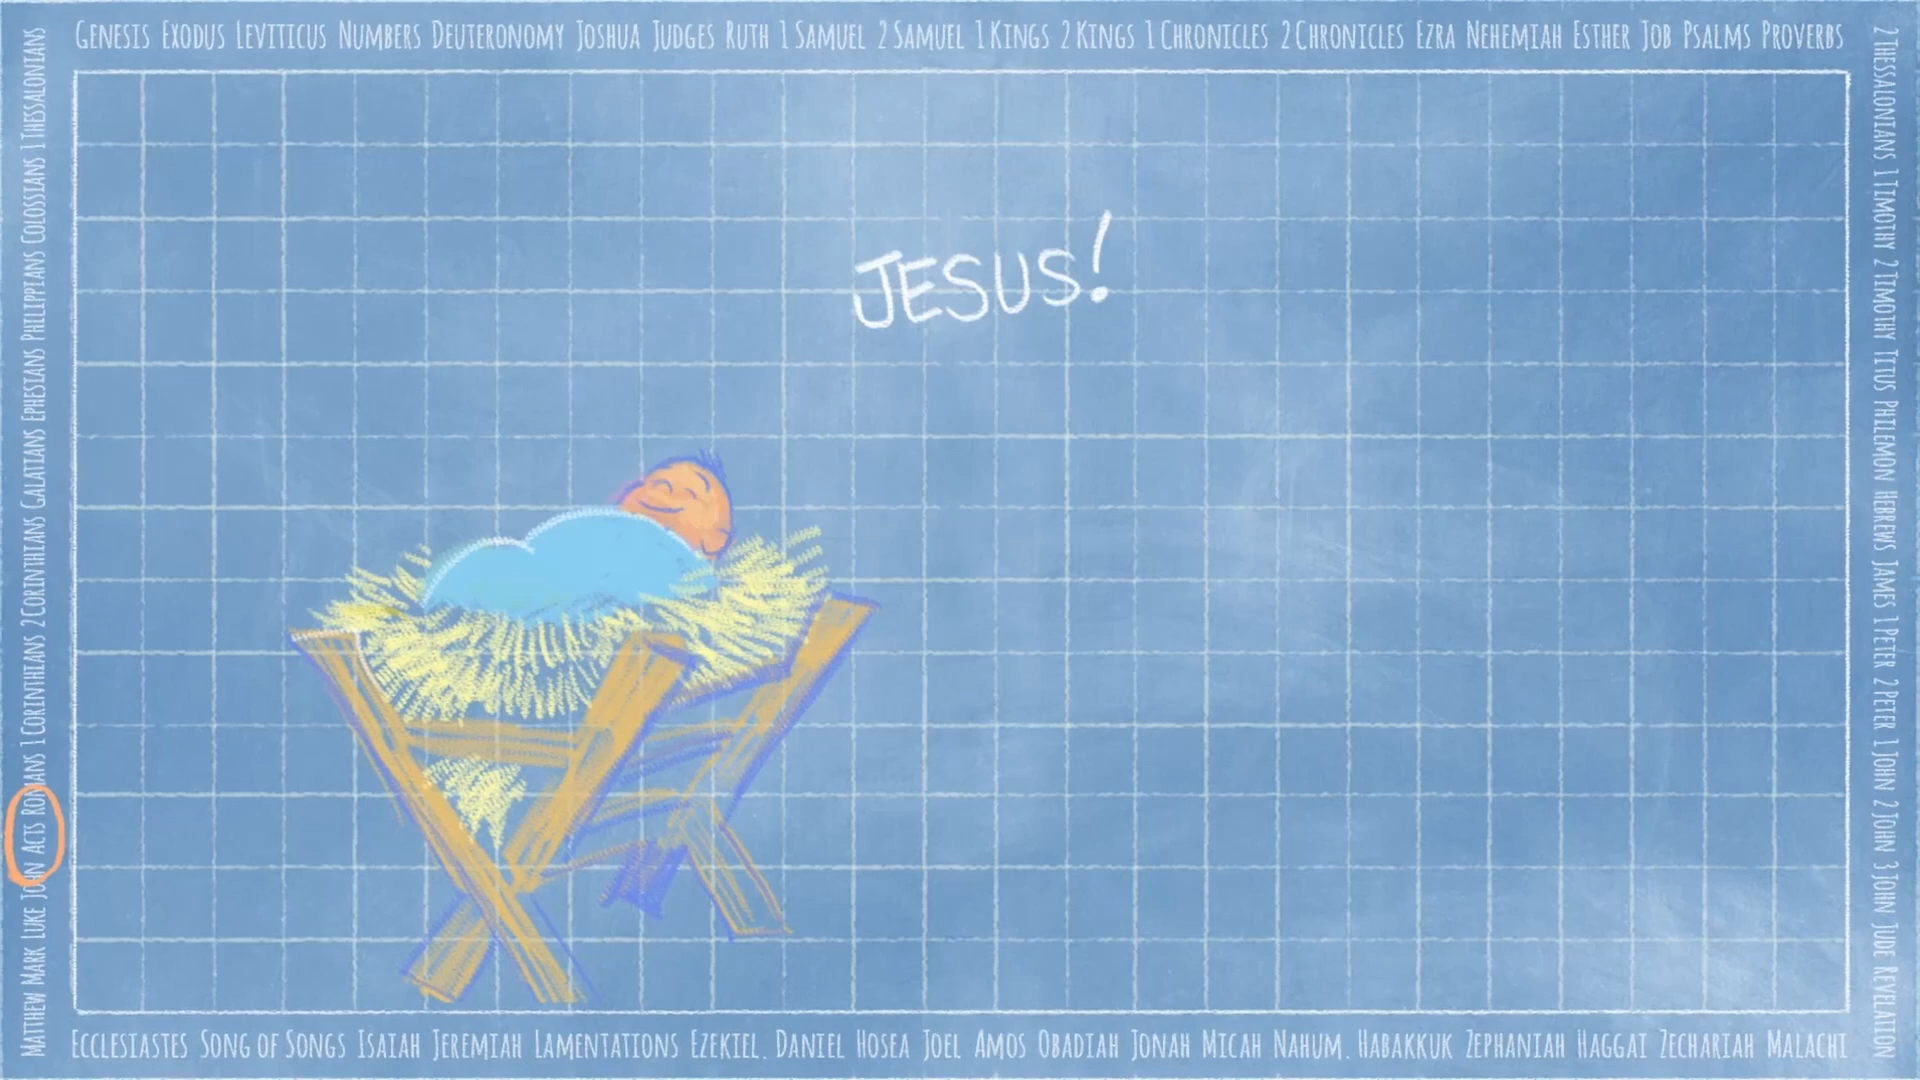 GENESIS EXODUS LEVITICUS NUMBERS DEUTERONOMY JOSHUA JUDGES RUTH 1 SAMUEL 2 SAMUEL 1 KINGS 2 KINGS 1 CHRONICLES 2 CHRONICLES EZRA NEHEMIAH ESTHER JOB PSALMS PROVERBS
JESUS!
ECCLESIASTES SONG OF SONGS ISAIAH JEREMIAH LAMENTATIONS EZEKIEL. DANIEL HOSEA JOEL AMOS OBADIAH JONAH MICAH NAHUM. HABAKKUK ZEPHANIAH HAGGAI ZECHARIAH MALACHI
MATTHEW MARK LUKE JOHN ACTS ROMANS 1 CORINTHIANS 2 CORINTHIANS GALATIANS EPHESIANS PHILIPPIANS COLOSSIANS 1 THESSALONIANS
2 THESSALONIANS 1 TIMOTHY 2 TIMOTHY TITUS PHILEMON HEBREWS JAMES 1 PETER 2 PETER 1 JOHN 2 JOHN 3 JOHN JUDE REVELATION